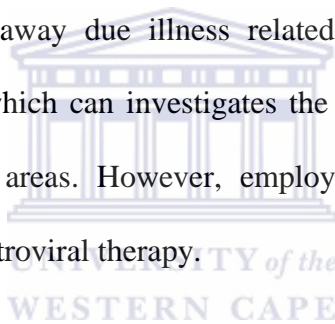 away due illness related
which can investigates the
areas. However, employ
troviral therapy.
UNIVERSITY of the
WESTERN CAPE